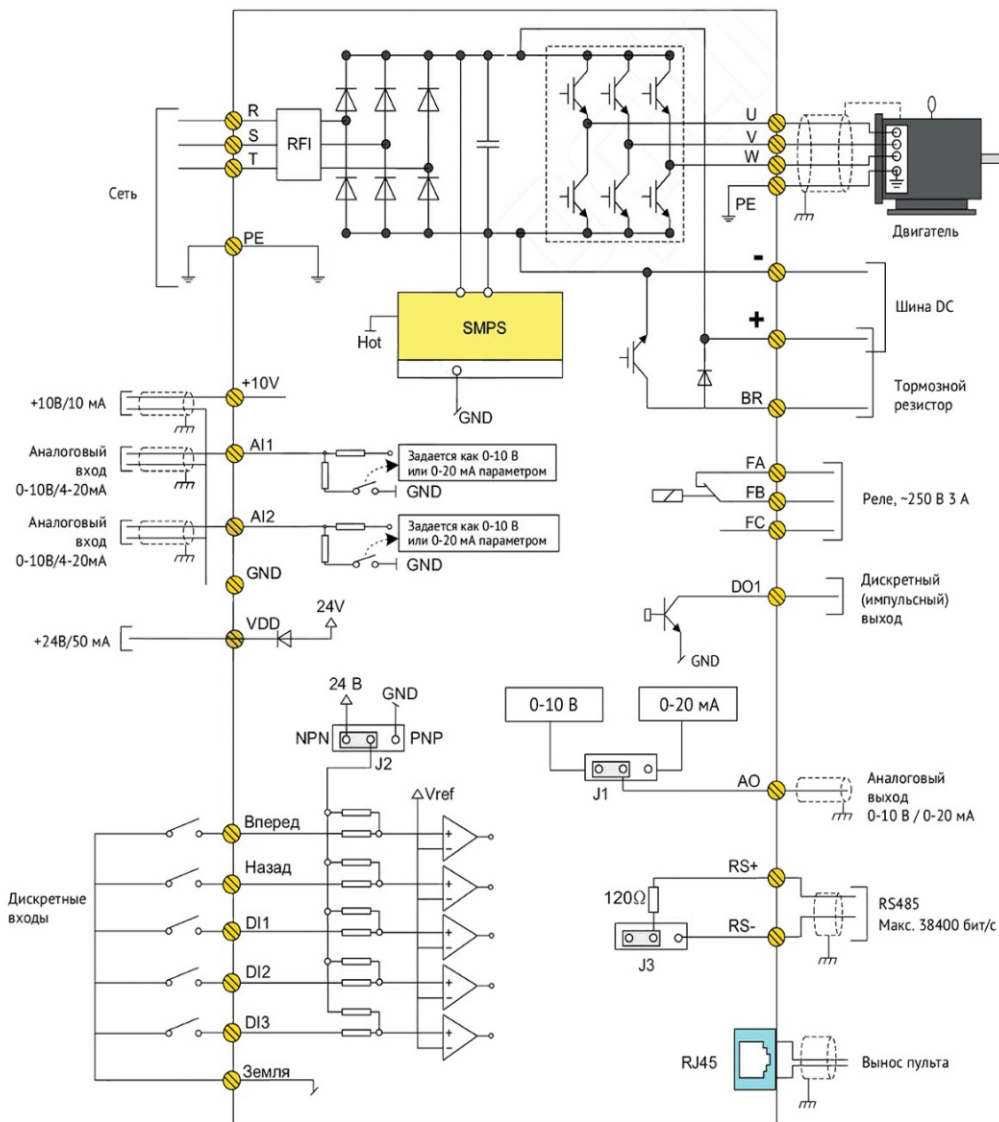 R
S
T
RFI
Сеть
PE
U
V
W
PE
Двигатель
-
+
Шина DC
BR
Тормозной
резистор
SMPS
Hot
GND
+10V
+10В/10 мА
AI1
Аналоговый
вход
0-10В/4-20мА
Задается как 0-10 В
или 0-20 мА параметром
GND
AI2
Аналоговый
вход
0-10В/4-20мА
Задается как 0-10 В
или 0-20 мА параметром
GND
GND
VDD
24V
+24В/50 мА
FA
FB
FC
Реле, ~250 В 3 А
DO1
Дискретный
(импульсный)
выход
GND
24 В
GND
NPN
PNP
J2
0-10 В
0-20 мА
J1
AO
Аналоговый
выход
0-10 В / 0-20 мА
Vref
+
-
+
-
+
-
+
-
+
-
Вперед
Назад
DI1
DI2
DI3
Земля
Дискретные
входы
RS+
120Ω
RS-
J3
RS485
Макс. 38400 бит/с
RJ45
Вынос пульта